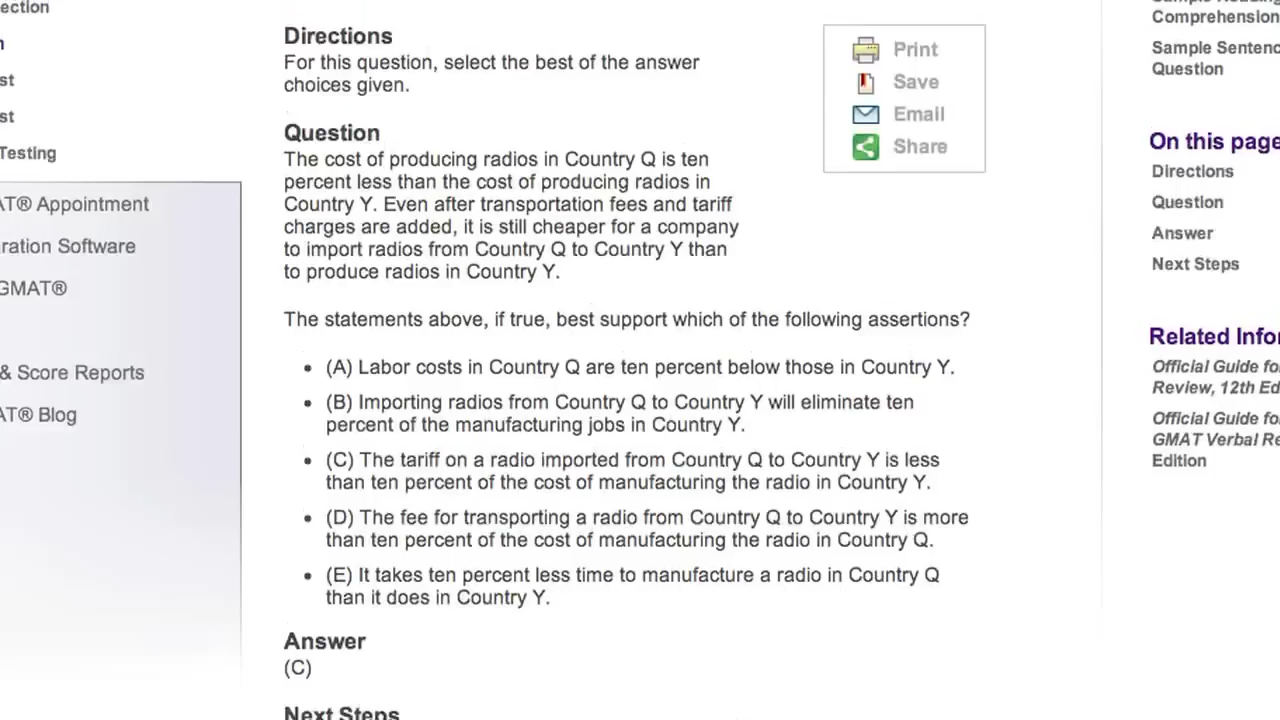 ection
n
st
st
Testing
AT® Appointment
ration Software
GMAT®
& Score Reports
AT® Blog
Directions
For this question, select the best of the answer
choices given.
Question
The cost of producing radios in Country Q is ten
percent less than the cost of producing radios in
Country Y. Even after transportation fees and tariff
charges are added, it is still cheaper for a company
to import radios from Country Q to Country Y than
to produce radios in Country Y.
The statements above, if true, best support which of the following assertions?
• (A) Labor costs in Country Q are ten percent below those in Country Y.
• (B) Importing radios from Country Q to Country Y will eliminate ten
percent of the manufacturing jobs in Country Y.
• (C) The tariff on a radio imported from Country Q to Country Y is less
than ten percent of the cost of manufacturing the radio in Country Y.
• (D) The fee for transporting a radio from Country Q to Country Y is more
than ten percent of the cost of manufacturing the radio in Country Q.
• (E) It takes ten percent less time to manufacture a radio in Country Q
than it does in Country Y.
Answer
(C)
Next Steps
Print
Save
Email
Share
Sample Reading
Comprehension
Sample Sentenc
Question
On this page
Directions
Question
Answer
Next Steps
Related Infor
Official Guide fo
Review, 12th Ed
Official Guide fo
GMAT Verbal Re
Edition